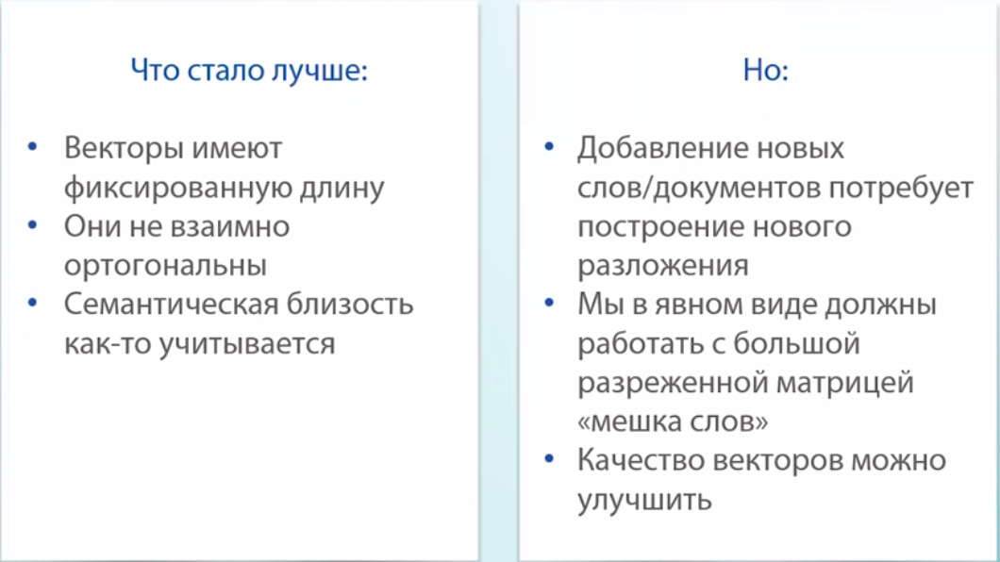 Что стало лучше:
• Векторы имеют
фиксированную длину
• Они не взаимно
ортогональны
• Семантическая близость
как-то учитывается
Но:
• Добавление новых
слов/документов потребует
построение нового
разложения
• Мы в явном виде должны
работать с большой
разреженной матрицей
«мешка слов»
• Качество векторов можно
улучшить